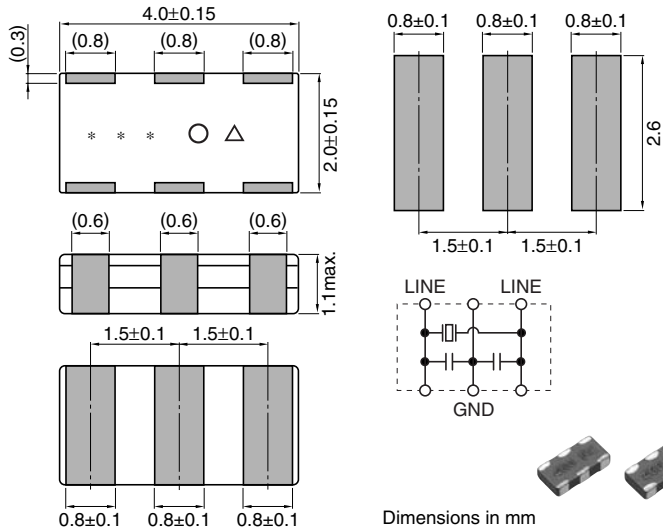 4.0±0.15
(0.8) (0.8) (0.8)
(0.3)
2.0±0.15
* * * ○ △
(0.6) (0.6) (0.6)
1.1max.
1.5±0.1 1.5±0.1
0.8±0.1 0.8±0.1 0.8±0.1
0.8±0.1 0.8±0.1 0.8±0.1
2.6
1.5±0.1 1.5±0.1
LINE LINE
GND
Dimensions in mm